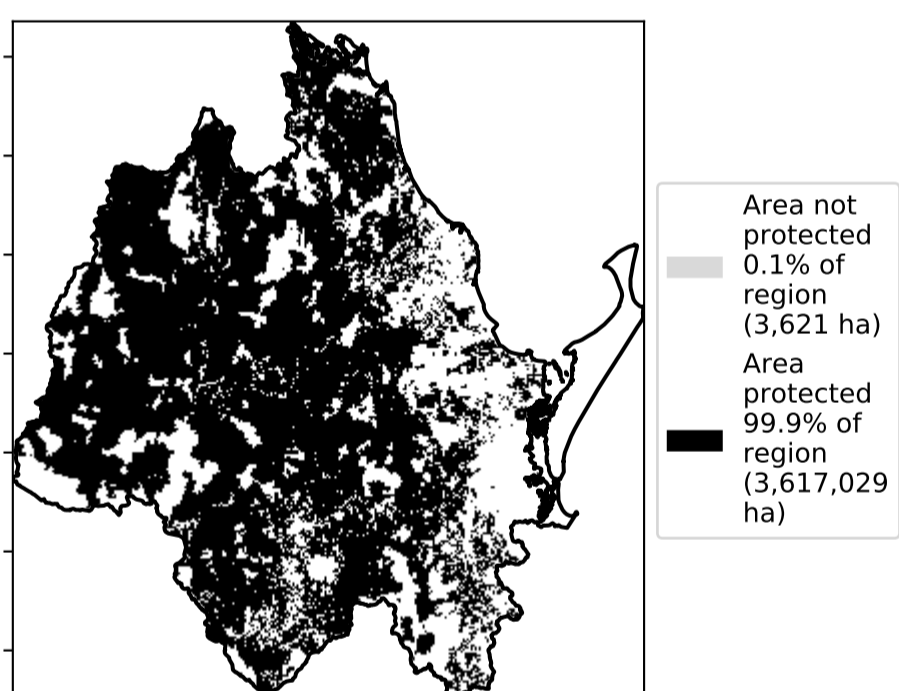 Area not
protected
0.1% of
region
(3,621 ha)
Area
protected
99.9% of
region
(3,617,029
ha)